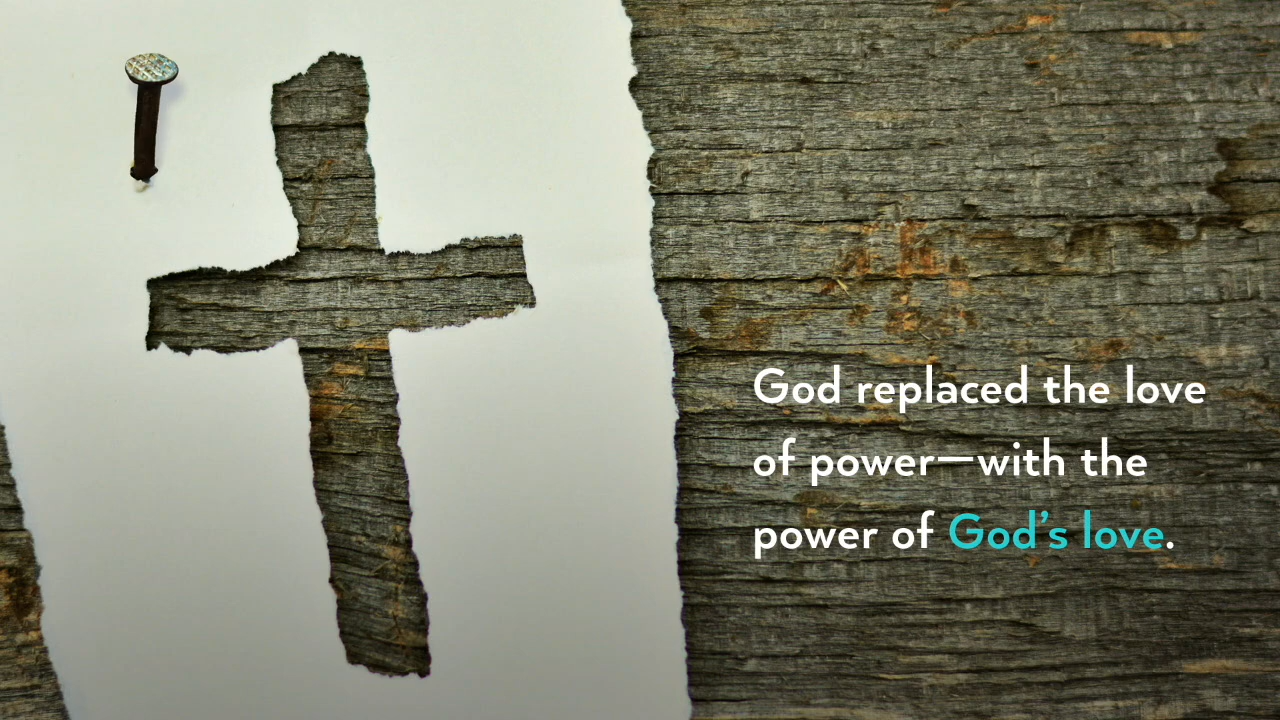 God replaced the love
of power—with the
power of God’s love.